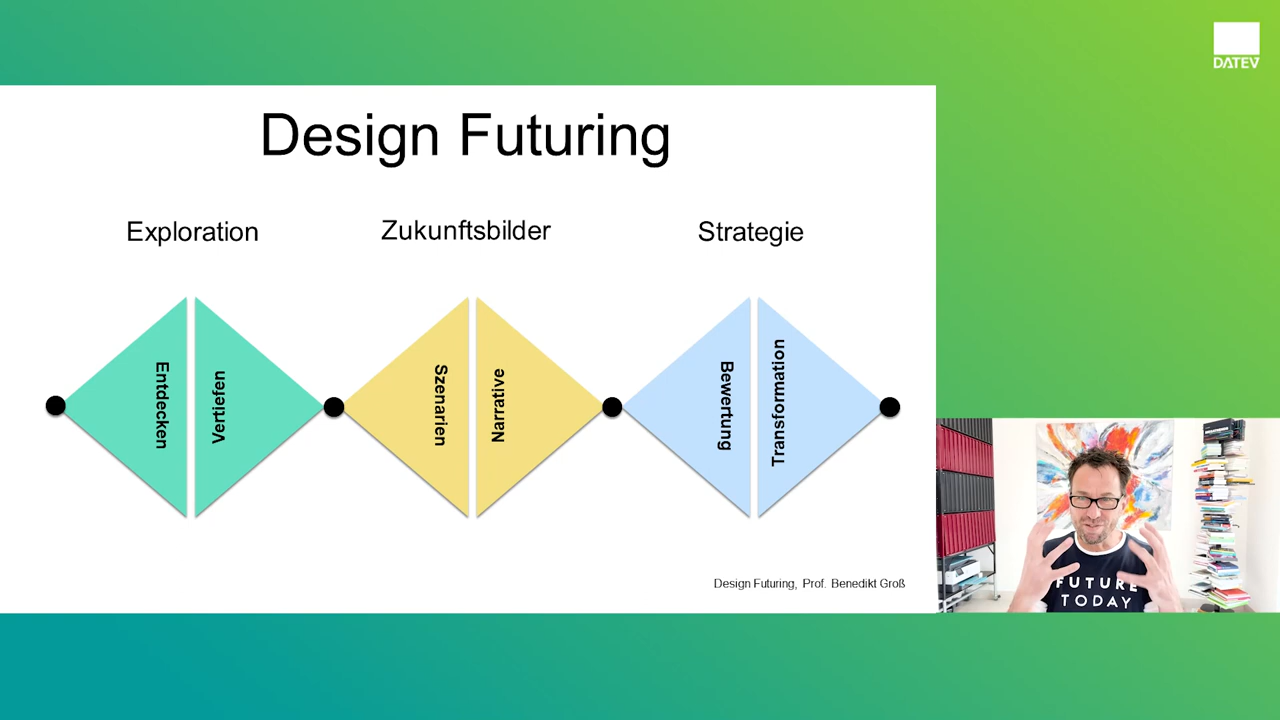 DATEV
Design Futuring
Exploration
Zukunftsbilder
Strategie
Entdecken
Vertiefen
Szenarien
Narrative
Bewertung
Transformation
Design Futuring, Prof. Benedikt Groß
FUTURE
TODAY